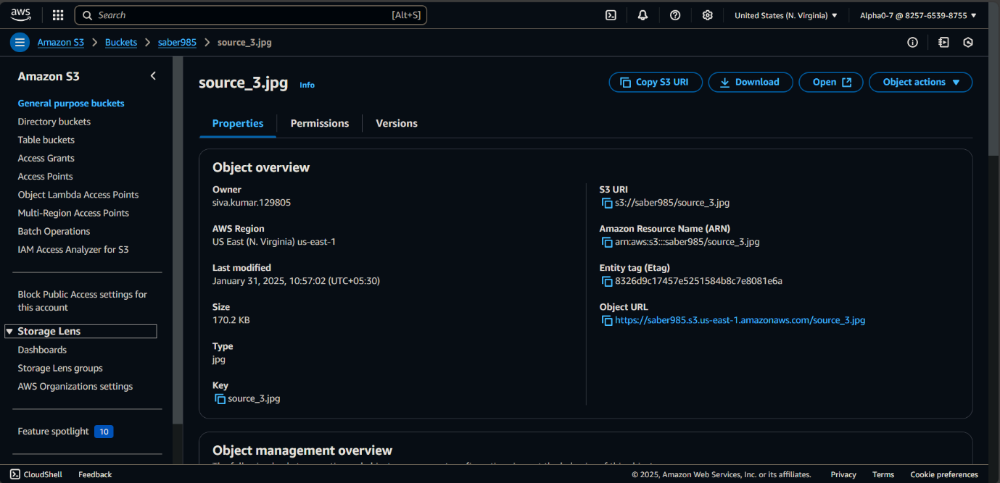 aws
Search
[Alt+S]
United States (N. Virginia)
Alpha0-7 @ 8257-6539-8755
Amazon S3
Buckets
saber985
source_3.jpg
Amazon S3
General purpose buckets
Directory buckets
Table buckets
Access Grants
Access Points
Object Lambda Access Points
Multi-Region Access Points
Batch Operations
IAM Access Analyzer for S3
Block Public Access settings for
this account
Storage Lens
Dashboards
Storage Lens groups
AWS Organizations settings
Feature spotlight 10
source_3.jpg Info
Copy S3 URI
Download
Open
Object actions
Properties
Permissions
Versions
Object overview
Owner
siva.kumar.129805
AWS Region
US East (N. Virginia) us-east-1
Last modified
January 31, 2025, 10:57:02 (UTC+05:30)
Size
170.2 KB
Type
jpg
Key
source_3.jpg
S3 URI
s3://saber985/source_3.jpg
Amazon Resource Name (ARN)
arn:aws:s3:::saber985/source_3.jpg
Entity tag (Etag)
8326d9c17457e5251584b8c7e8081e6a
Object URL
https://saber985.s3.us-east-1.amazonaws.com/source_3.jpg
Object management overview
CloudShell
Feedback
© 2025, Amazon Web Services, Inc. or its affiliates.
Privacy
Terms
Cookie preferences